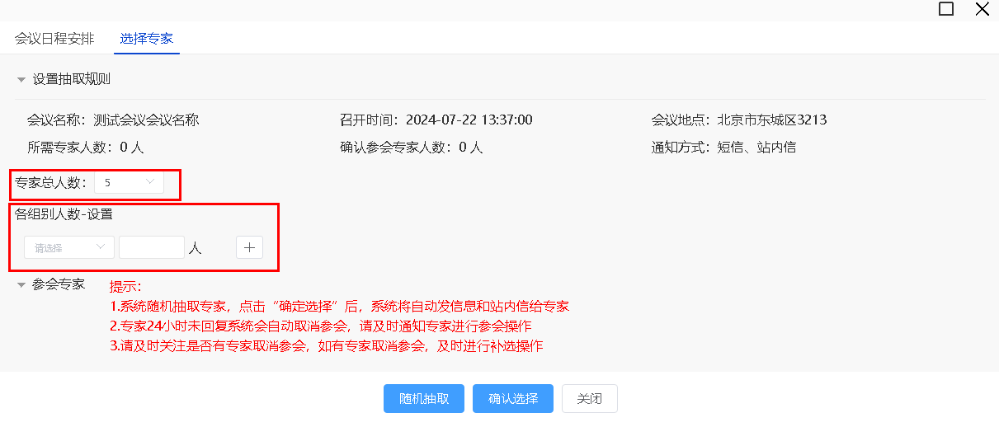 会议日程安排 选择专家
设置抽取规则
会议名称：测试会议会议名称 召开时间：2024-07-22 13:37:00 会议地点：北京市东城区3213
所需专家人数：0 人 确认参会专家人数：0 人 通知方式：短信、站内信
专家总人数： 5
各组别人数-设置
请选择 人
参会专家 提示：
1.系统随机抽取专家，点击“确定选择”后，系统将自动发信息和站内信给专家
2.专家24小时未回复系统会自动取消参会，请及时通知专家进行参会操作
3.请及时关注是否有专家取消参会，如有专家取消参会，及时进行补选操作
随机抽取 确认选择 关闭